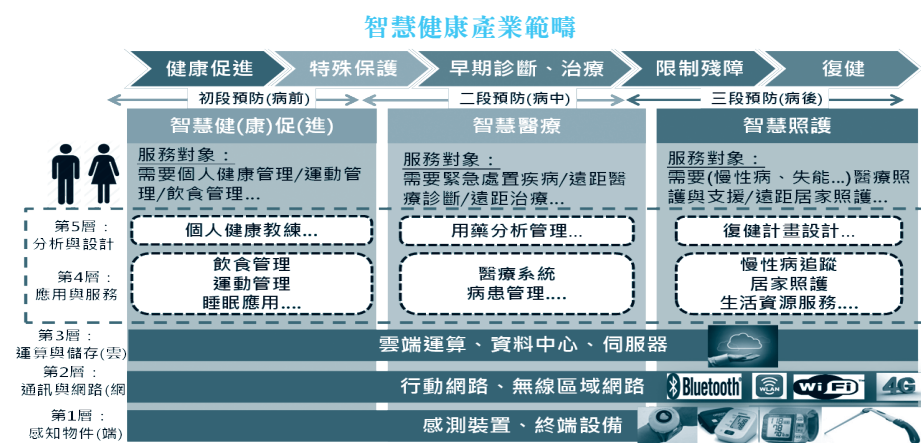 智慧健康產業範疇
健康促進
特殊保護
早期診斷、治療
限制殘障
復健
初段預防(病前)
二段預防(病中)
三段預防(病後)
智慧健(康)促(進)
智慧醫療
智慧照護
服務對象：
需要個人健康管理/運動管
理/飲食管理...
服務對象：
需要緊急處置疾病/遠距醫
療診斷/遠距治療...
服務對象：
需要(慢性病、失能...)醫療照
護與支援/遠距居家照護...
第5層：
分析與設計
個人健康教練...
用藥分析管理...
復健計畫設計...
第4層：
應用與服務
飲食管理
運動管理
睡眠應用....
醫療系統
病患管理....
慢性病追蹤
居家照護
生活資源服務....
第3層：
運算與儲存(雲)
雲端運算、資料中心、伺服器
第2層：
通訊與網路(網
行動網路、無線區域網路
Bluetooth
WLAN
Wi Fi
4G
第1層：
感知物件(端)
感測裝置、終端設備